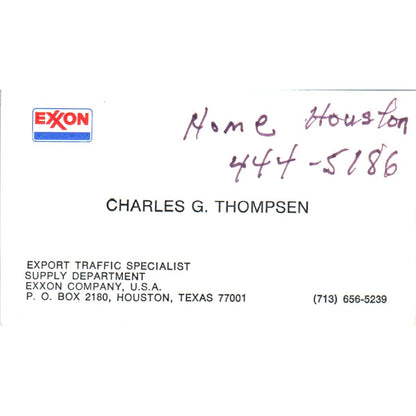 EXXON
Home Houston
444-5186
CHARLES G. THOMPSEN
EXPORT TRAFFIC SPECIALIST
SUPPLY DEPARTMENT
EXXON COMPANY, U.S.A.
P. O. BOX 2180, HOUSTON, TEXAS 77001
(713) 656-5239